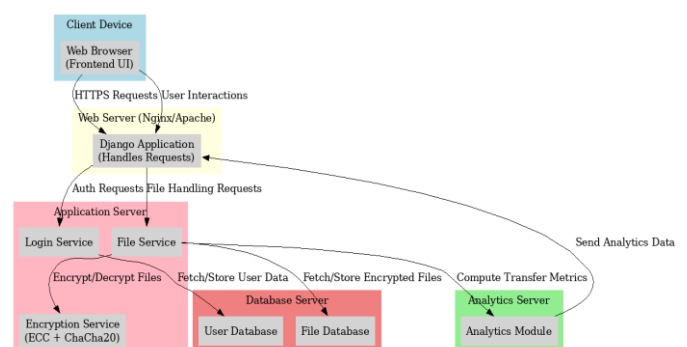 Client Device
Web Browser
(Frontend UI)
HTTPS Requests
User Interactions
Web Server (Nginx/Apache)
Django Application
(Handles Requests)
Auth Requests
File Handling Requests
Send Analytics Data
Application Server
Login Service
File Service
Encrypt/Decrypt Files
Fetch/Store User Data
Fetch/Store Encrypted Files
Compute Transfer Metrics
Database Server
Analytics Server
Encryption Service
(ECC + ChaCha20)
User Database
File Database
Analytics Module